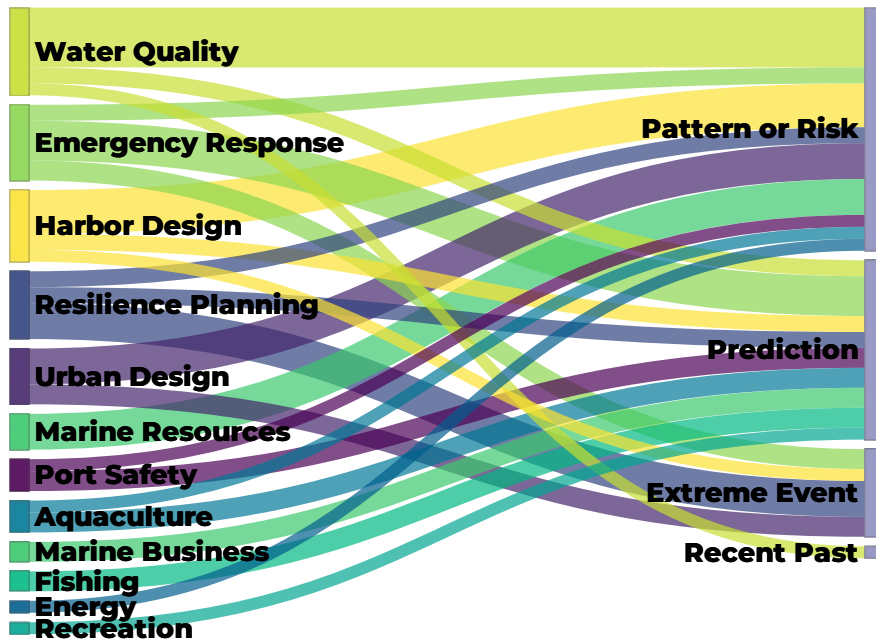 Water Quality
Emergency Response
Harbor Design
Resilience Planning
Urban Design
Marine Resources
Port Safety
Aquaculture
Marine Business
Fishing
Energy
Recreation
Pattern or Risk
Prediction
Extreme Event
Recent Past